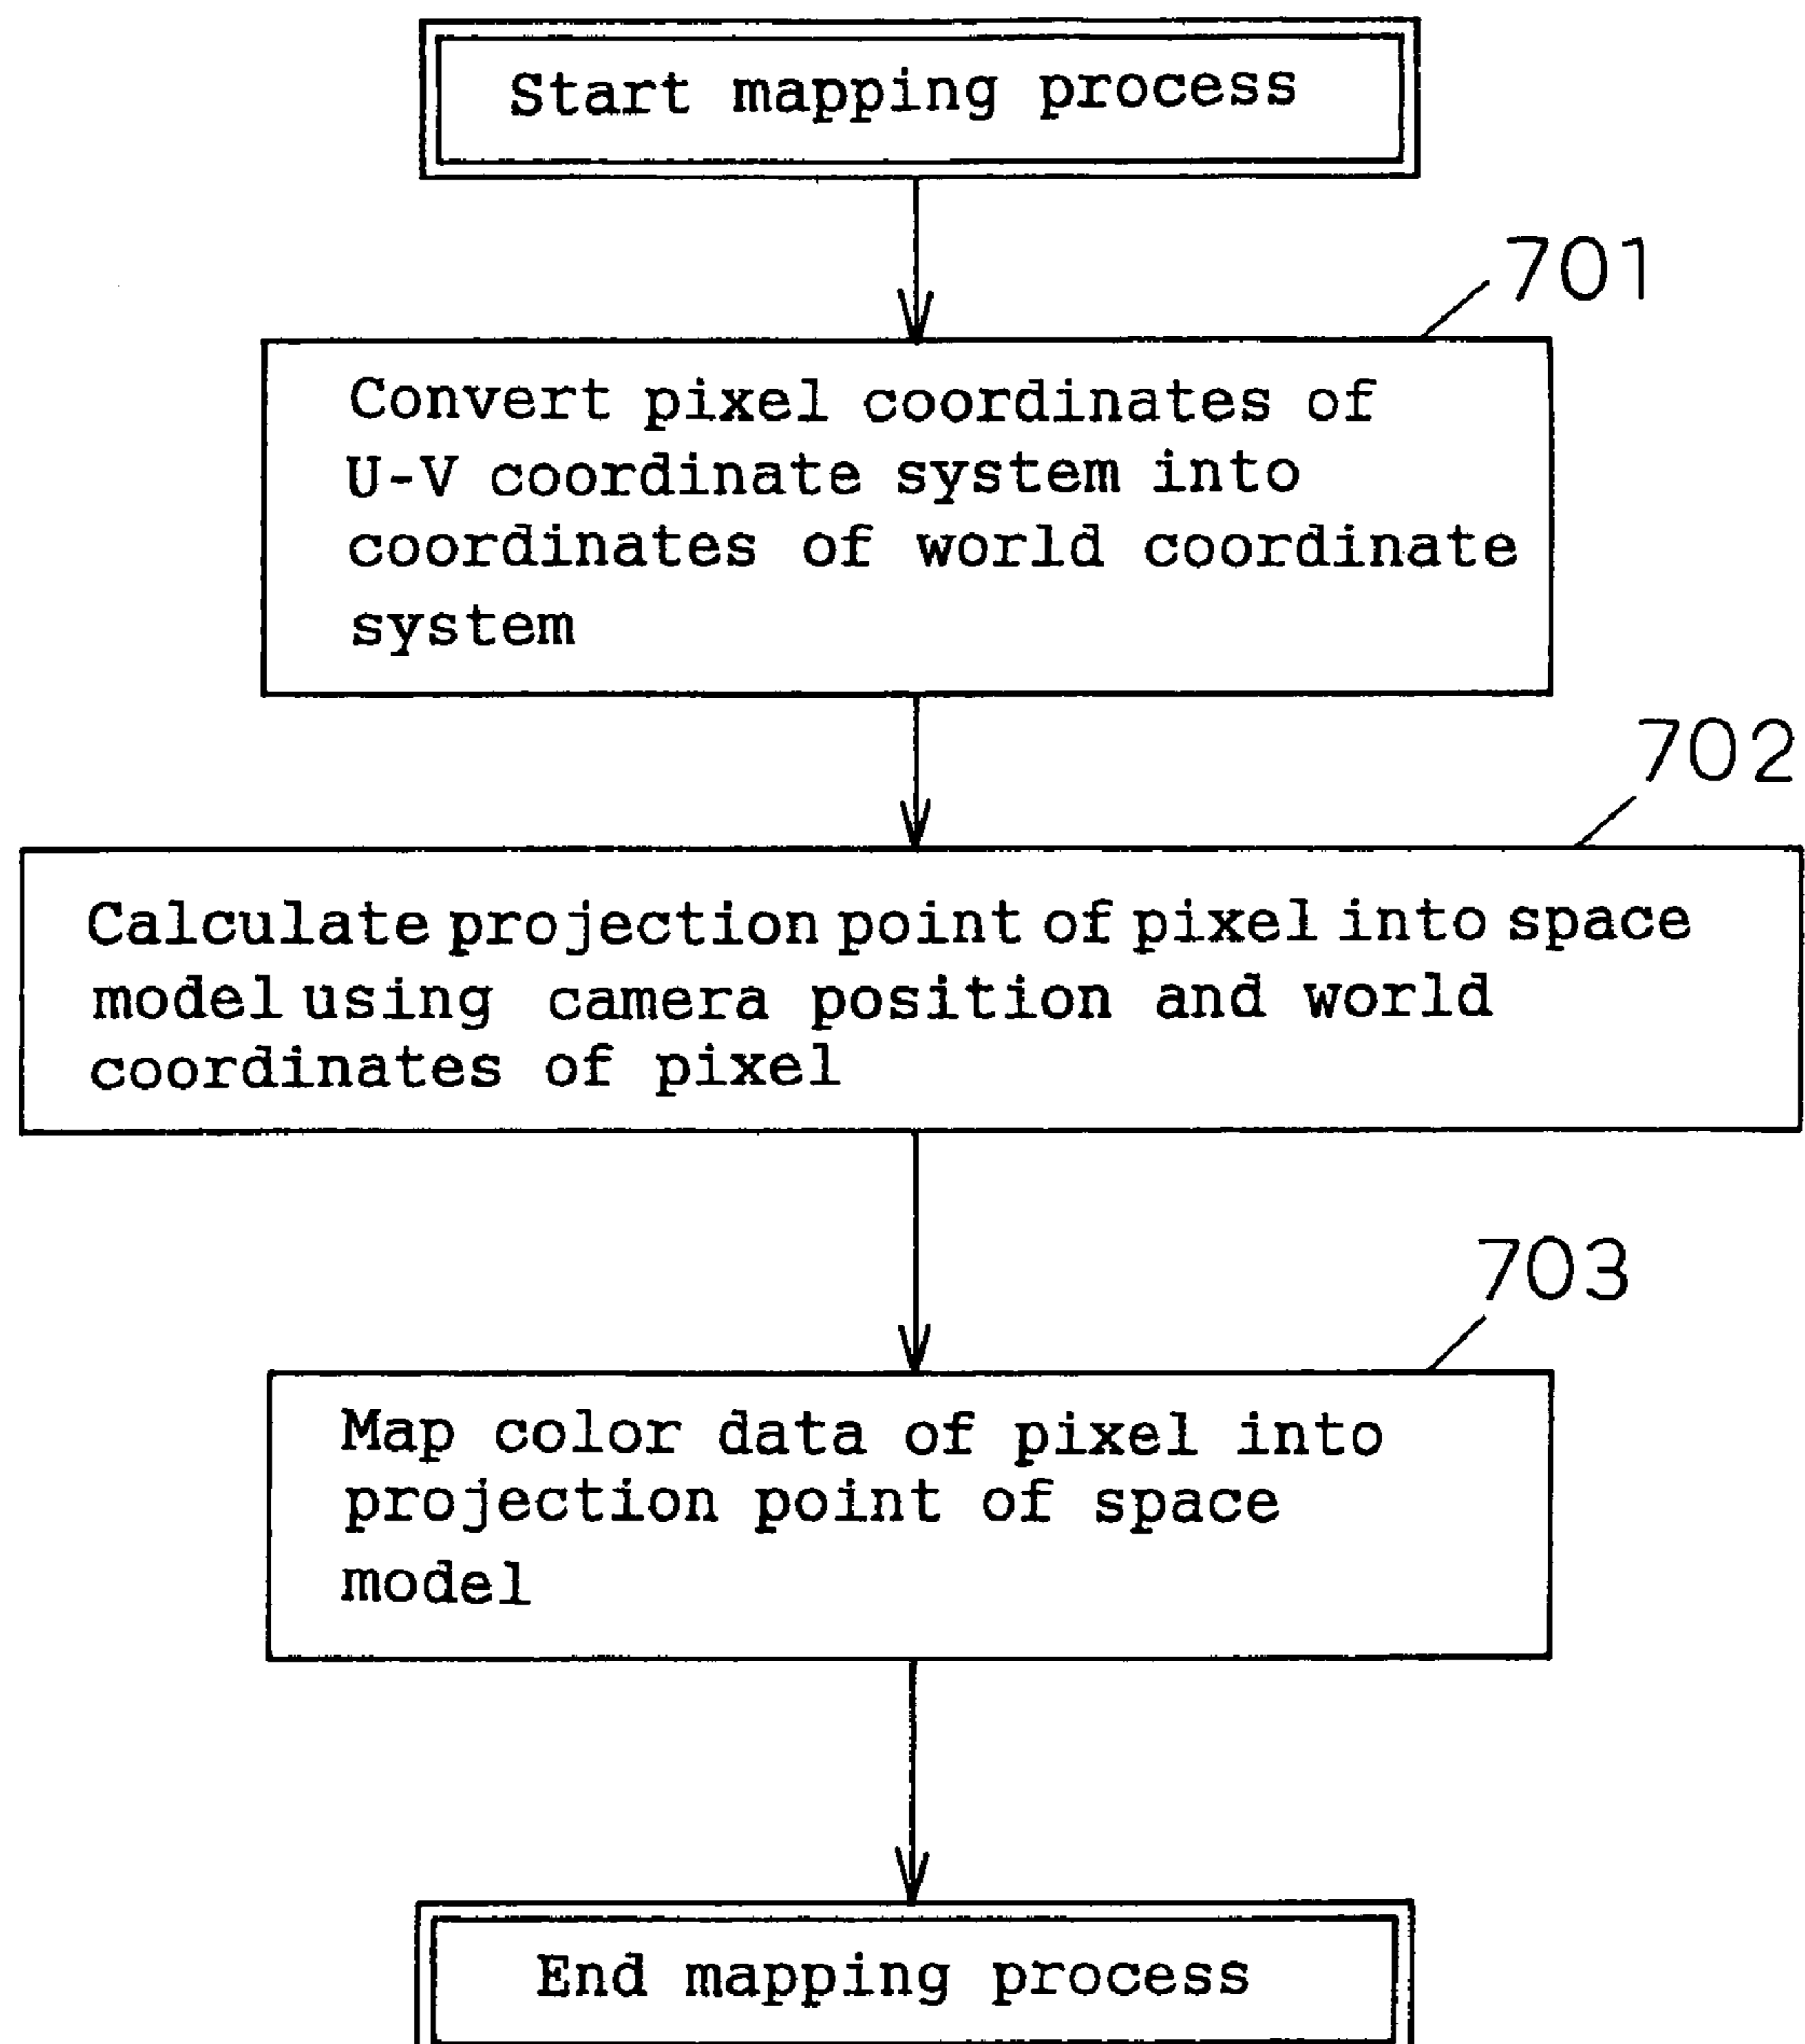 Start mapping process
701
Convert pixel coordinates of
U-V coordinate system into
coordinates of world coordinate
system
702
Calculate projection point of pixel into space
model using camera position and world
coordinates of pixel
703
Map color data of pixel into
projection point of space
model
End mapping process